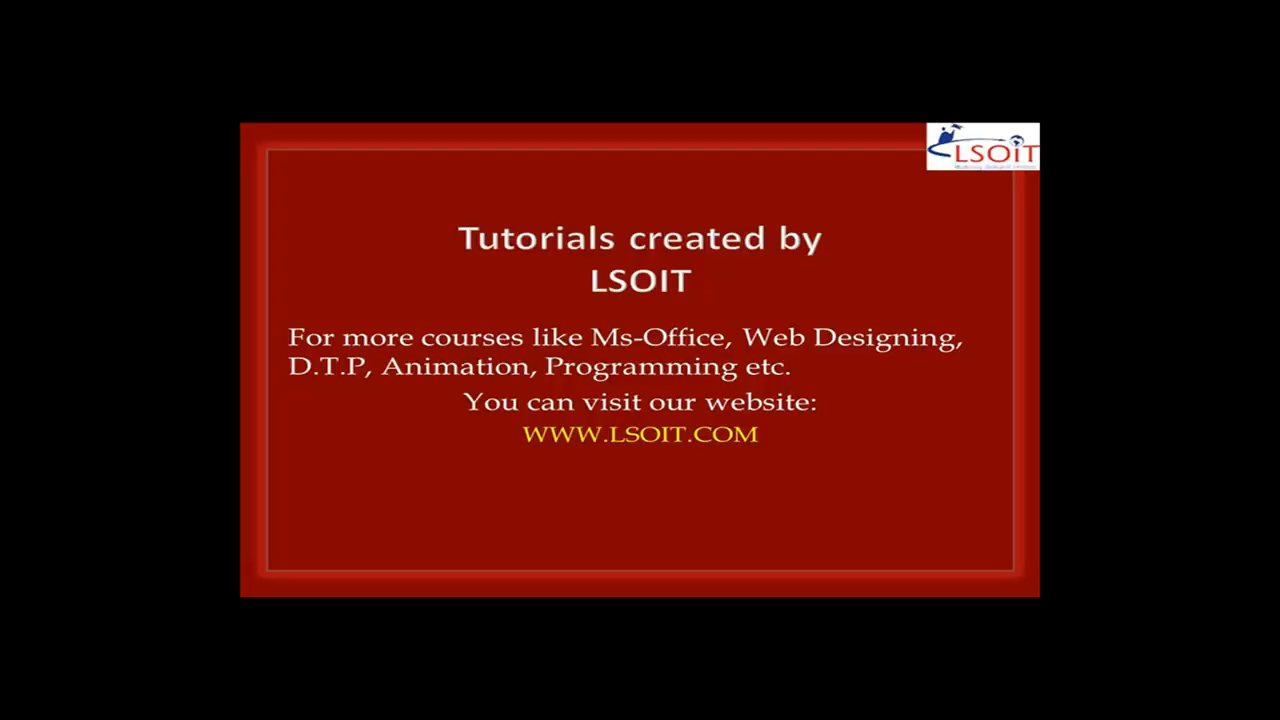 LSOIT
Tutorials created by
LSOIT
For more courses like Ms-Office, Web Designing,
D.T.P, Animation, Programming etc.
You can visit our website:
WWW.LSOIT.COM